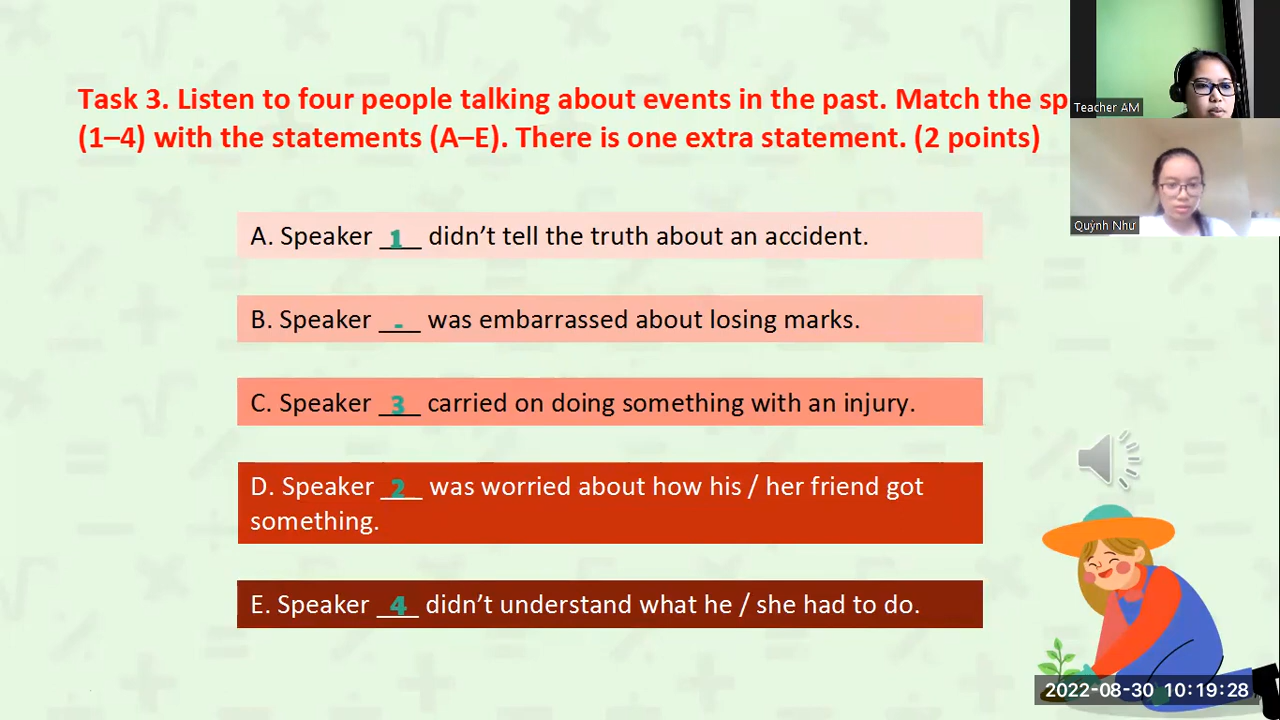 Task 3. Listen to four people talking about events in the past. Match the sp
(1–4) with the statements (A–E). There is one extra statement. (2 points)
Teacher AM
Quỳnh Như
A. Speaker 1 didn't tell the truth about an accident.
B. Speaker - was embarrassed about losing marks.
C. Speaker 3 carried on doing something with an injury.
D. Speaker 2 was worried about how his / her friend got
something.
E. Speaker 4 didn't understand what he / she had to do.
2022-08-30 10:19:28